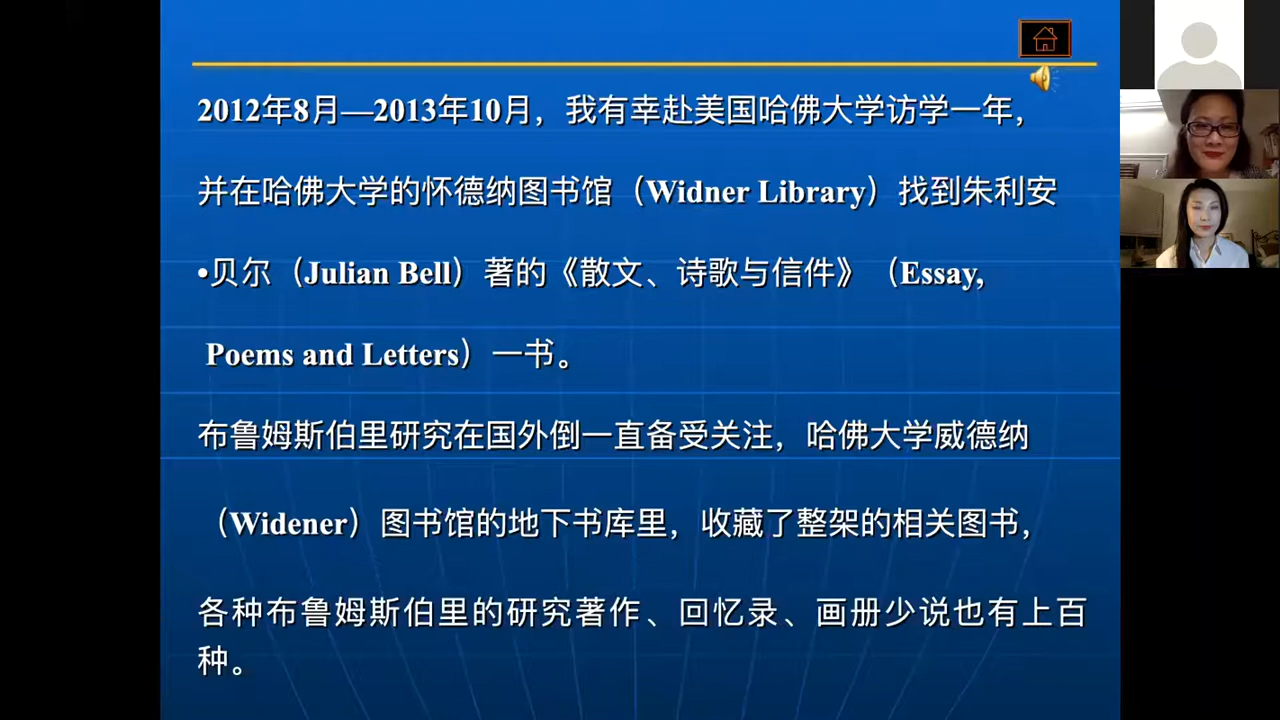 2012年8月—2013年10月，我有幸赴美国哈佛大学访学一年，
并在哈佛大学的怀德纳图书馆（Widner Library）找到朱利安
•贝尔（Julian Bell）著的《散文、诗歌与信件》（Essay,
Poems and Letters）一书。
布鲁姆斯伯里研究在国外倒一直备受关注，哈佛大学威德纳
（Widener）图书馆的地下书库里，收藏了整架的相关图书，
各种布鲁姆斯伯里的研究著作、回忆录、画册少说也有上百
种。